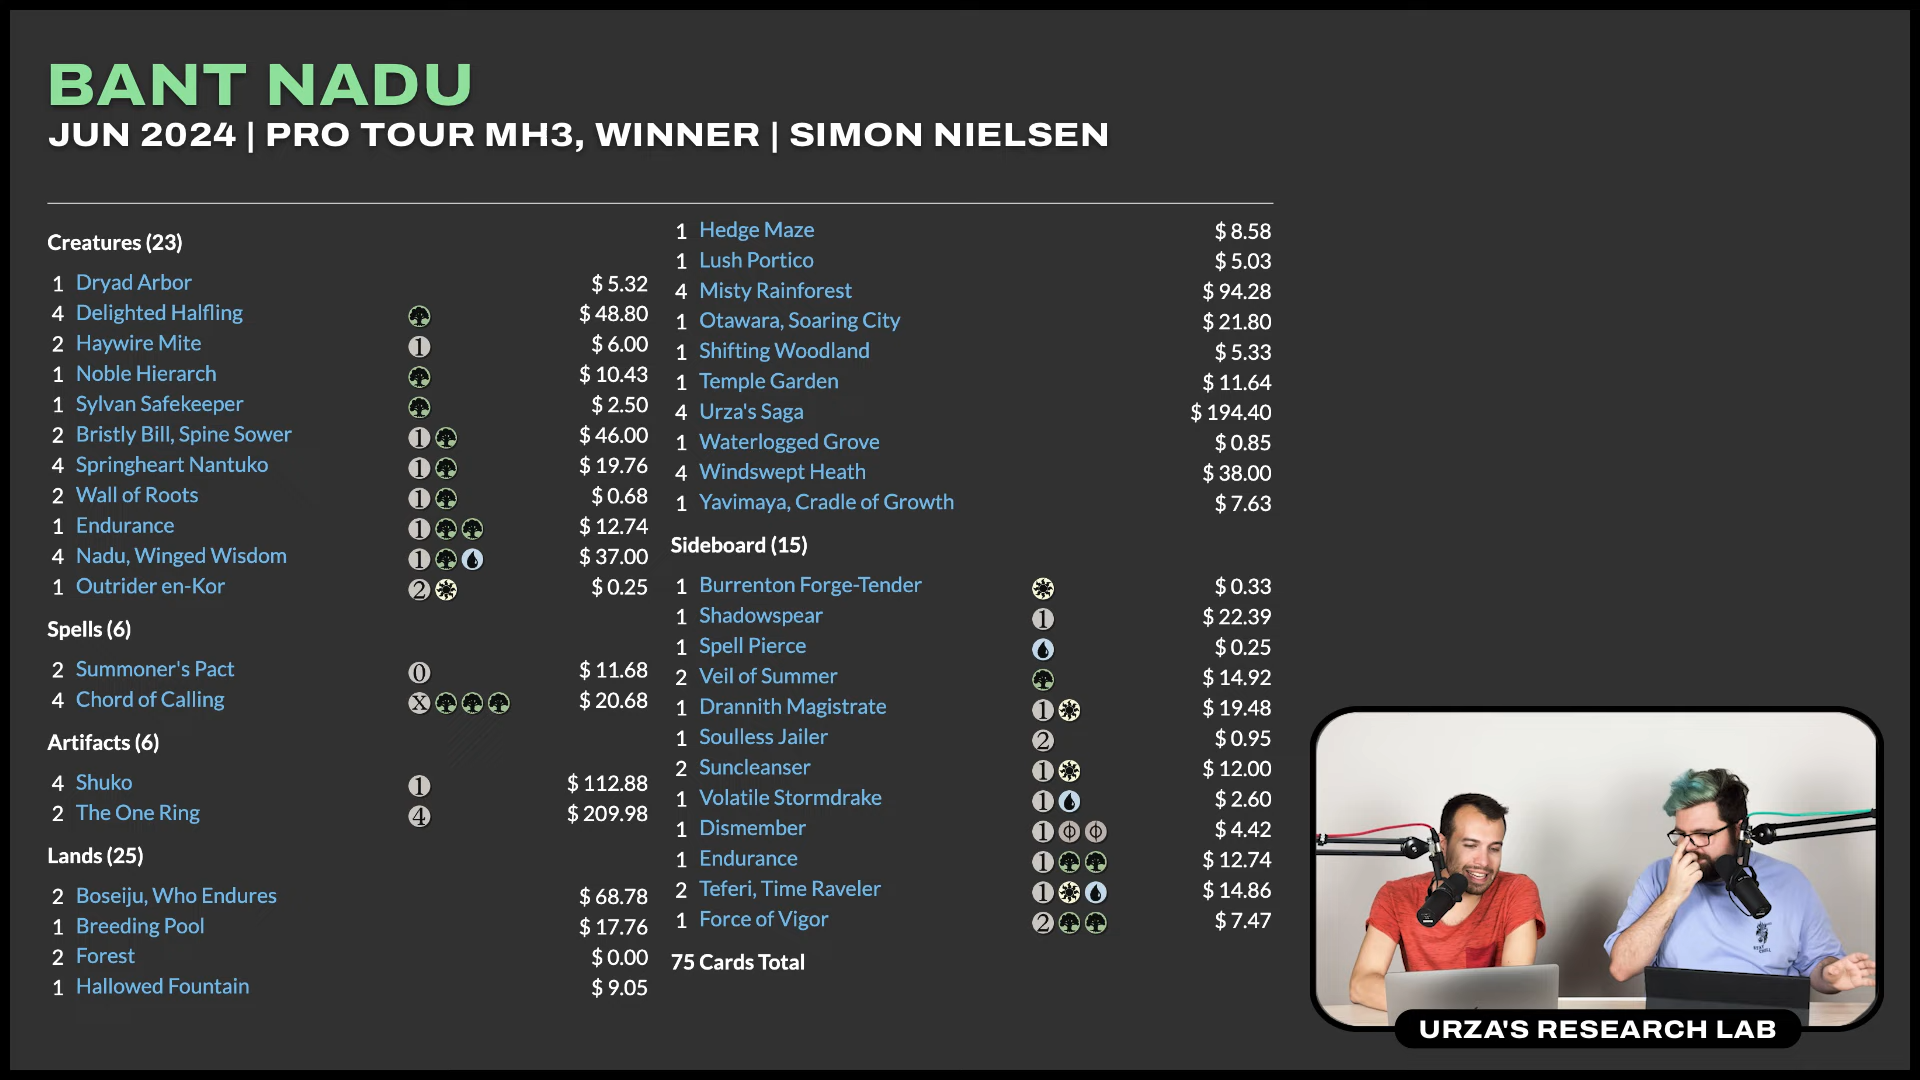 BANT NADU
JUN 2024 | PRO TOUR MH3, WINNER | SIMON NIELSEN
Creatures (23)
1 Dryad Arbor $ 5.32
4 Delighted Halfling $ 48.80
2 Haywire Mite 1 $ 6.00
1 Noble Hierarch $ 10.43
1 Sylvan Safekeeper $ 2.50
2 Bristly Bill, Spine Sower 1 $ 46.00
4 Springheart Nantuko 1 $ 19.76
2 Wall of Roots 1 $ 0.68
1 Endurance 1 $ 12.74
4 Nadu, Winged Wisdom 1 $ 37.00
1 Outrider en-Kor 2 $ 0.25
Spells (6)
2 Summoner's Pact 0 $ 11.68
4 Chord of Calling X $ 20.68
Artifacts (6)
4 Shuko 1 $ 112.88
2 The One Ring 4 $ 209.98
Lands (25)
2 Boseiju, Who Endures $ 68.78
1 Breeding Pool $ 17.76
2 Forest $ 0.00
1 Hallowed Fountain $ 9.05
1 Hedge Maze $ 8.58
1 Lush Portico $ 5.03
4 Misty Rainforest $ 94.28
1 Otawara, Soaring City $ 21.80
1 Shifting Woodland $ 5.33
1 Temple Garden $ 11.64
4 Urza's Saga $ 194.40
1 Waterlogged Grove $ 0.85
4 Windswept Heath $ 38.00
1 Yavimaya, Cradle of Growth $ 7.63
Sideboard (15)
1 Burrenton Forge-Tender $ 0.33
1 Shadowspear 1 $ 22.39
1 Spell Pierce $ 0.25
2 Veil of Summer $ 14.92
1 Drannith Magistrate 1 $ 19.48
1 Soulless Jailer 2 $ 0.95
2 Suncleanser 1 $ 12.00
1 Volatile Stormdrake 1 $ 2.60
1 Dismember 1 $ 4.42
1 Endurance 1 $ 12.74
2 Teferi, Time Raveler 1 $ 14.86
1 Force of Vigor 2 $ 7.47
75 Cards Total
URZA'S RESEARCH LAB